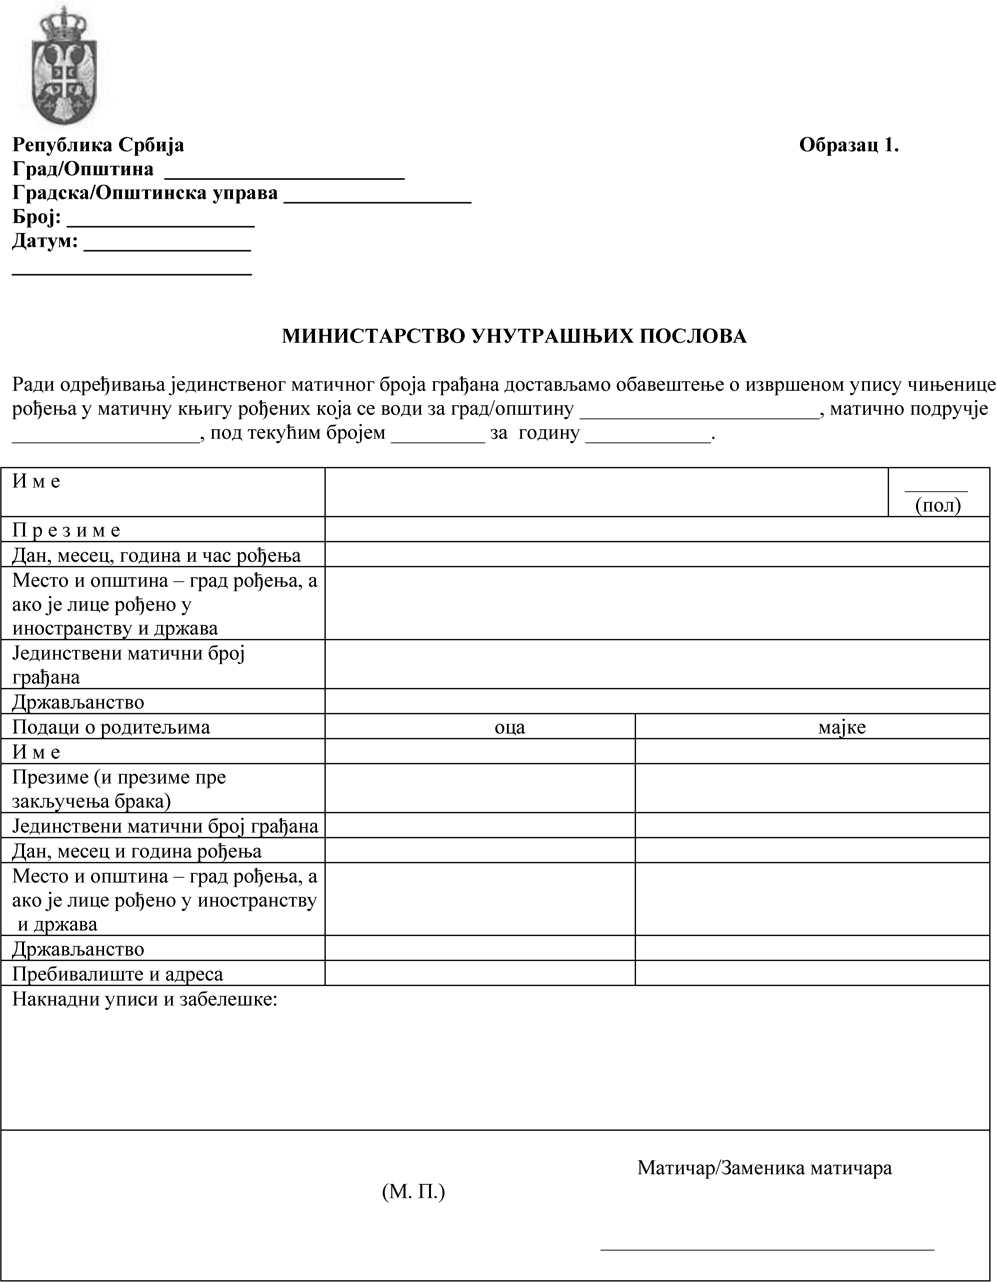 Република Србија Образац 1.
Град/Општина _______________________
Градска/Општинска управа __________________
Број: __________________
Датум: ________________
_______________________
МИНИСТАРСТВО УНУТРАШЊИХ ПОСЛОВА
Ради одређивања јединственог матичног броја грађана достављамо обавештење о извршеном упису чињенице
рођења у матичну књигу рођених која се води за град/општину _______________________, матично подручје
__________________, под текућим бројем _________ за годину ____________.
И м е ______
(пол)
П р е з и м е
Дан, месец, година и час рођења
Место и општина – град рођења, а
ако је лице рођено у
иностранству и држава
Јединствени матични број
грађана
Држављанство
Подаци о родитељима оца мајке
И м е
Презиме (и презиме пре
закључења брака)
Јединствени матични број грађана
Дан, месец и година рођења
Место и општина – град рођења, а
ако је лице рођено у иностранству
и држава
Држављанство
Пребивалиште и адреса
Накнадни уписи и забелешке:
Матичар/Заменика матичара
(М. П.)
________________________________